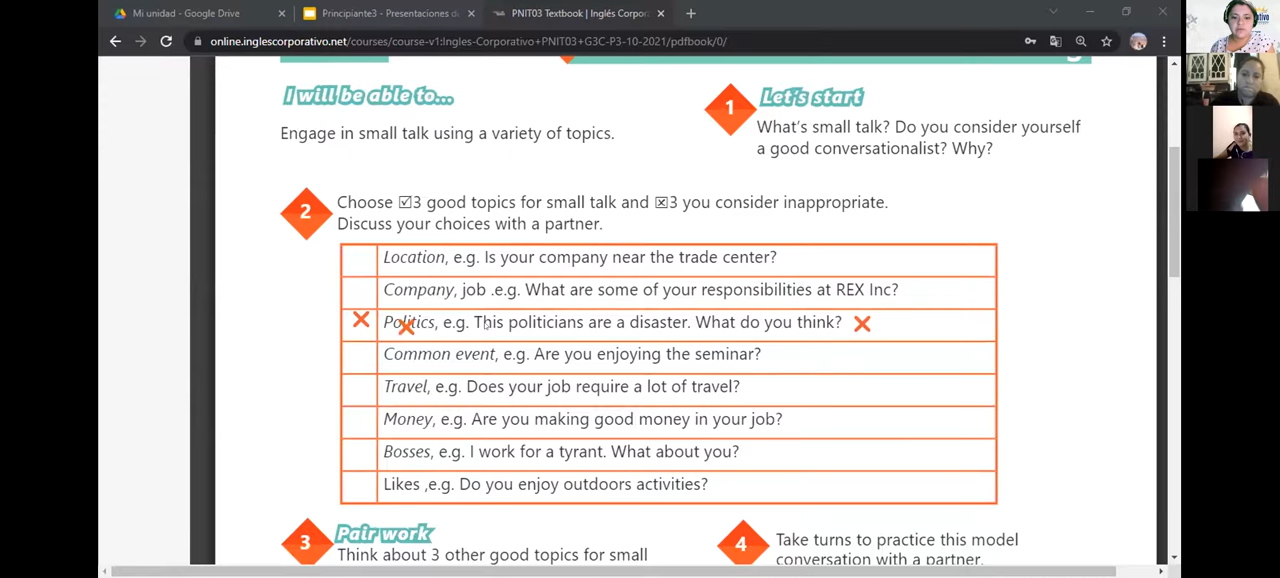 Mi unidad - Google Drive
Principiante3 - Presentaciones d
PNIT03 Textbook | Inglés Corpor
online.inglescorporativo.net/courses/course-v1:Ingles-Corporativo+PNIT03+G3C-P3-10-2021/pdfbook/0/
I will be able to...
Engage in small talk using a variety of topics.
1
Let's start
What's small talk? Do you consider yourself
a good conversationalist? Why?
2
Choose ☑3 good topics for small talk and ☒3 you consider inappropriate.
Discuss your choices with a partner.
Location, e.g. Is your company near the trade center?
Company, job .e.g. What are some of your responsibilities at REX Inc?
Politics, e.g. This politicians are a disaster. What do you think?
Common event, e.g. Are you enjoying the seminar?
Travel, e.g. Does your job require a lot of travel?
Money, e.g. Are you making good money in your job?
Bosses, e.g. I work for a tyrant. What about you?
Likes ,e.g. Do you enjoy outdoors activities?
3
Pair work
Think about 3 other good topics for small
4
Take turns to practice this model
conversation with a partner.